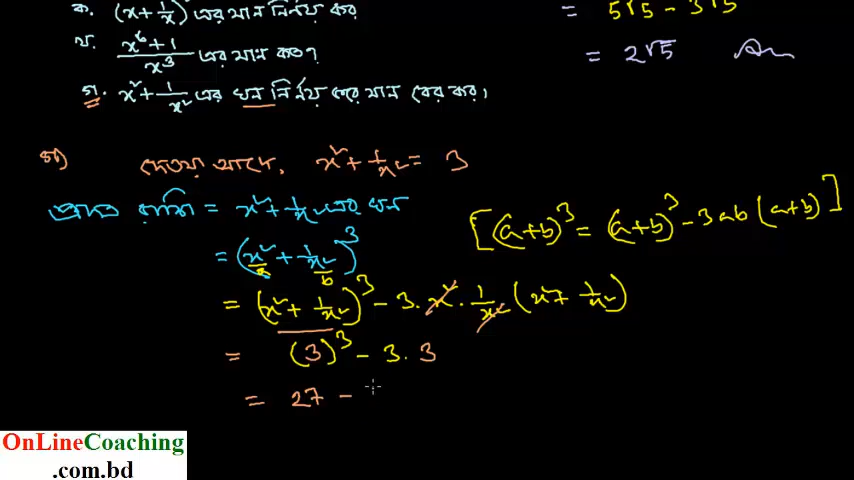 ক. (x + 1/x)² এর মান নির্ণয় কর
= 5√5 - 3√5
খ. x⁶+1/x³ এর মান কত?
= 2√5 Ans
গ. x² + 1/x² এর ঘন নির্ণয় করে মান বের কর।
গ) দেওয়া আছে, x² + 1/x² = 3
প্রদত্ত রাশি = x² + 1/x² এর ঘন
[(a+b)³ = (a+b)³ - 3ab(a+b)]
= (x² + 1/x²)³
a b
= (x² + 1/x²)³ - 3. x² . 1/x² (x² + 1/x²)
= (3)³ - 3. 3
= 27 -
OnLineCoaching
.com.bd